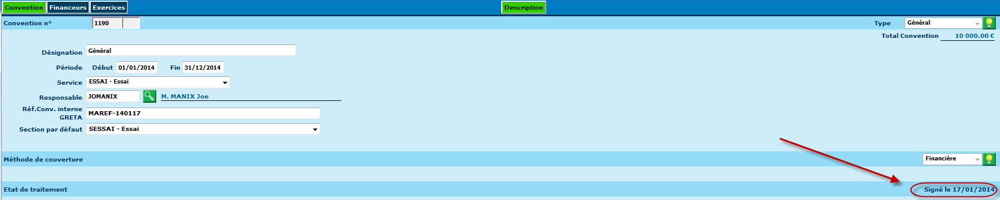 Convention Financeurs Exercices Description
Convention n° 1190 Type Général
Total Convention 10 000.00 €
Désignation Général
Période Début 01/01/2014 Fin 31/12/2014
Service ESSAI - Essai
Responsable JOMANIX M. MANIX Joe
Réf.Conv. interne
GRETA MAREF-140117
Section par défaut SESSAI - Essai
Méthode de couverture Financière
Etat de traitement Signé le 17/01/2014